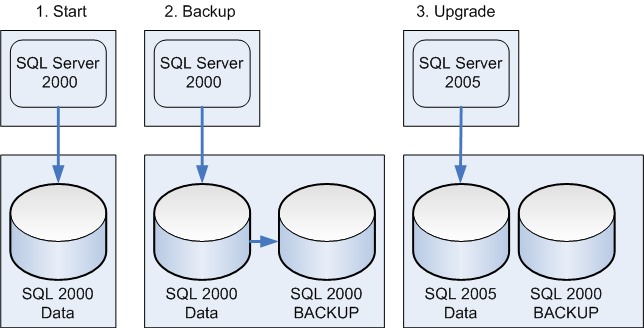 1. Start
2. Backup
3. Upgrade
SQL Server
2000
SQL Server
2000
SQL Server
2005
SQL 2000
Data
SQL 2000
Data
SQL 2000
BACKUP
SQL 2005
Data
SQL 2000
BACKUP